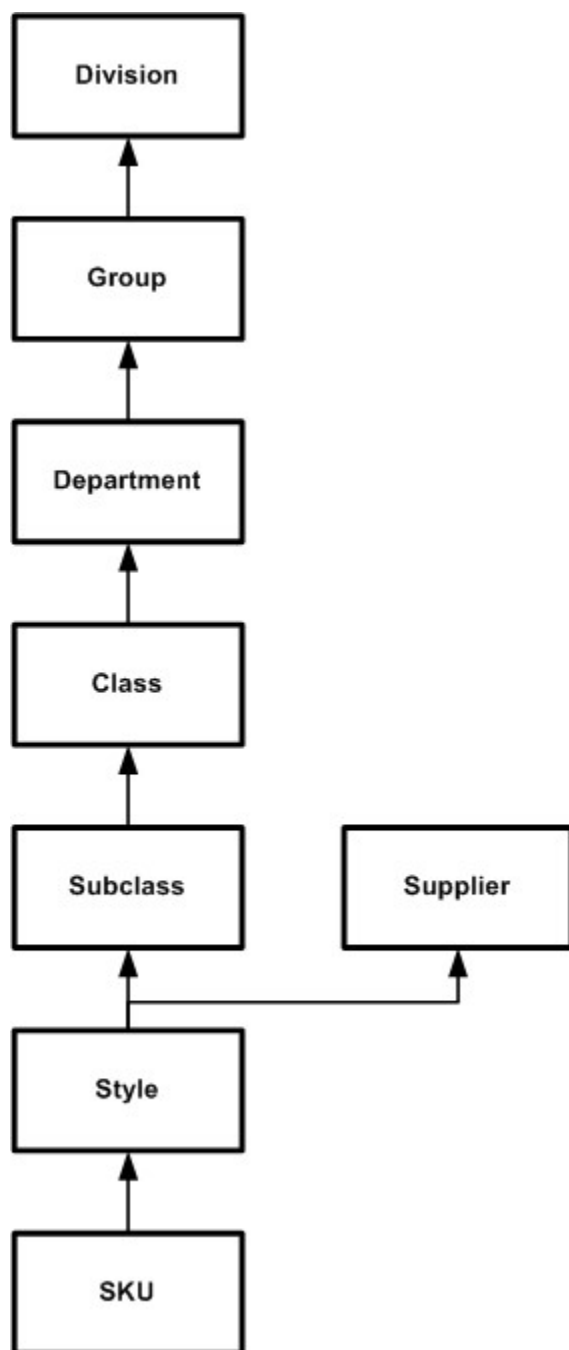 Division
Group
Department
Class
Subclass
Supplier
Style
SKU